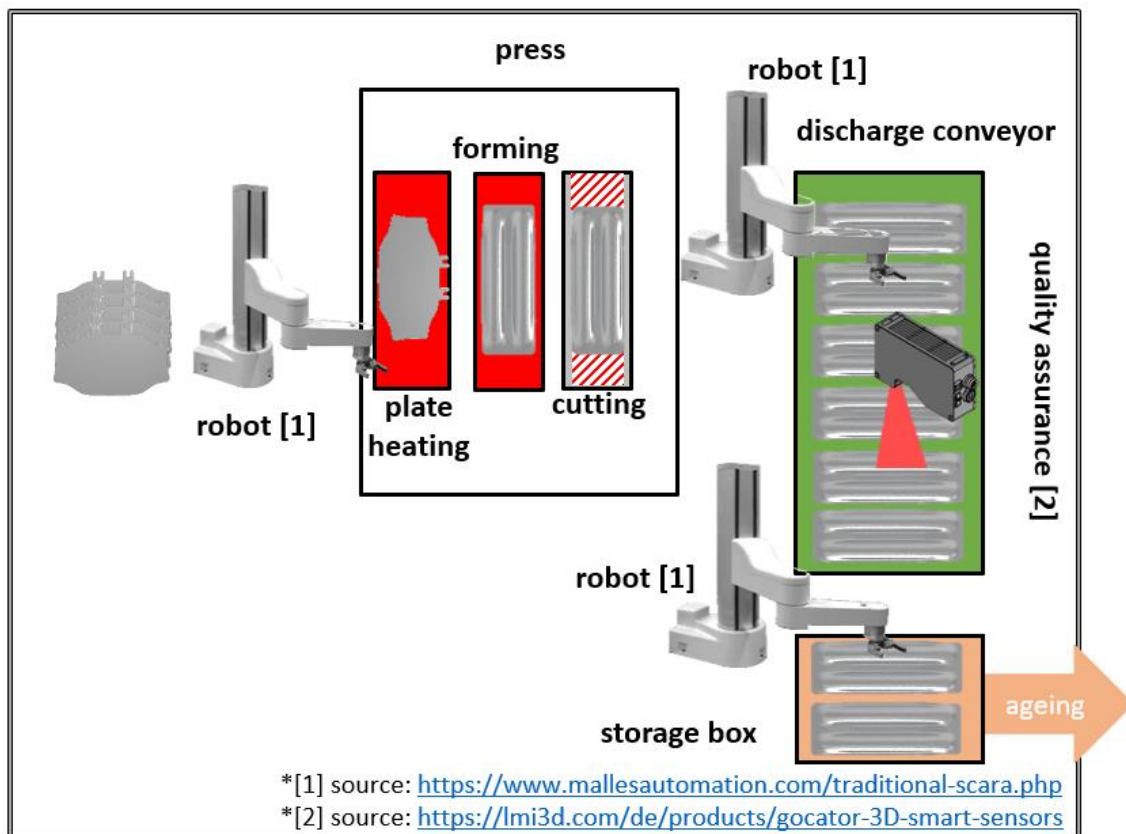 press
robot [1]
forming
discharge conveyor
quality assurance [2]
plate
heating
cutting
robot [1]
robot [1]
storage box
ageing
*[1] source: https://www.mallesautomation.com/traditional-scara.php
*[2] source: https://lmi3d.com/de/products/gocator-3D-smart-sensors